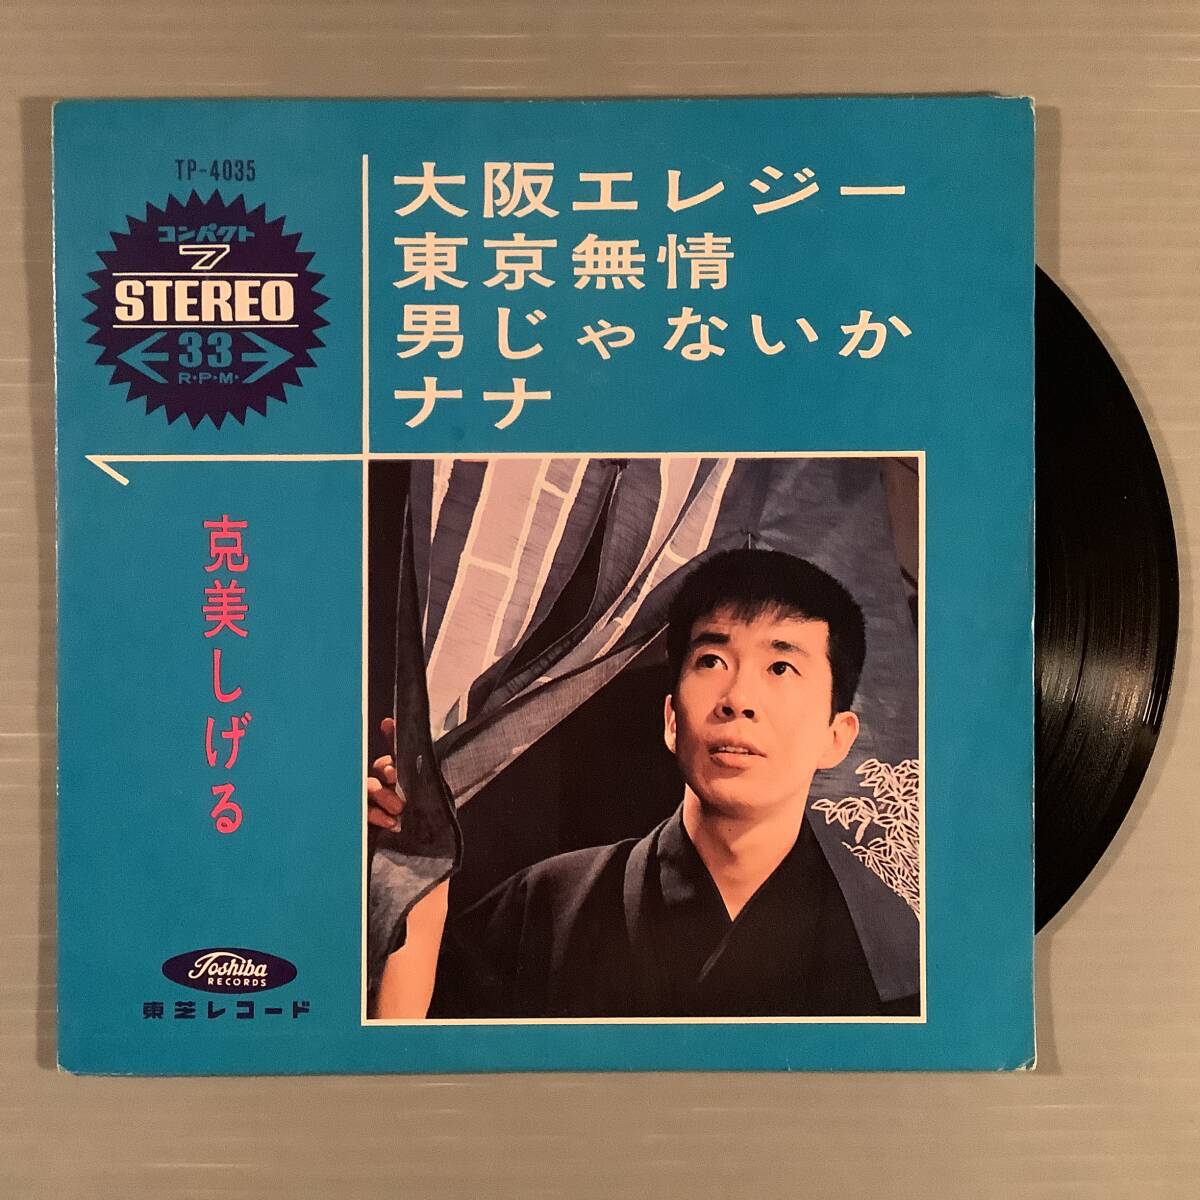 TP-4035
コンパクト
7
STEREO
33
R・P・M・
大阪エレジー
東京無情
男じゃないか
ナナ
克美しげる
Toshiba
RECORDS
東芝レコード